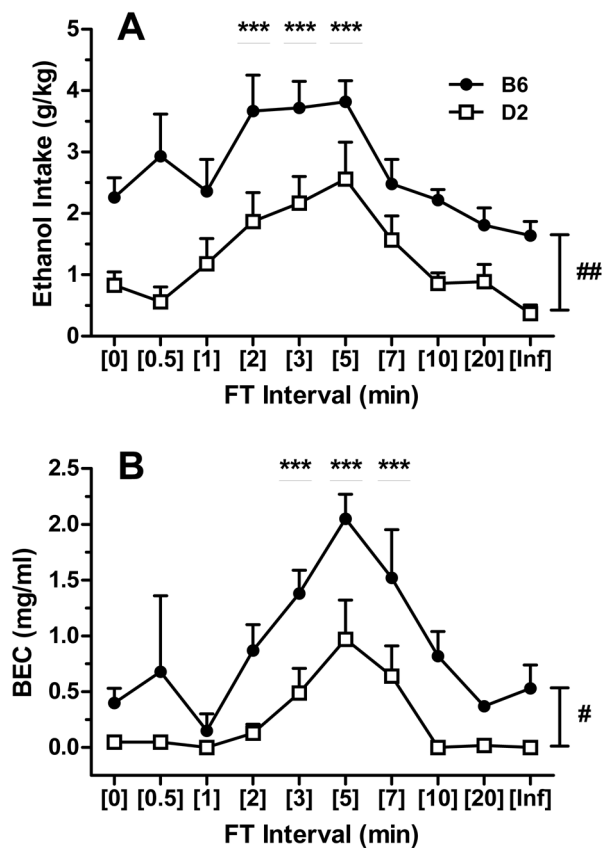 A
*** *** ***
5
4
3
2
1
0
Ethanol Intake (g/kg)
B6
D2
##
[0] [0.5] [1] [2] [3] [5] [7] [10] [20] [Inf]
FT Interval (min)
B
*** *** ***
2.5
2.0
1.5
1.0
0.5
0.0
BEC (mg/ml)
#
[0] [0.5] [1] [2] [3] [5] [7] [10] [20] [Inf]
FT Interval (min)